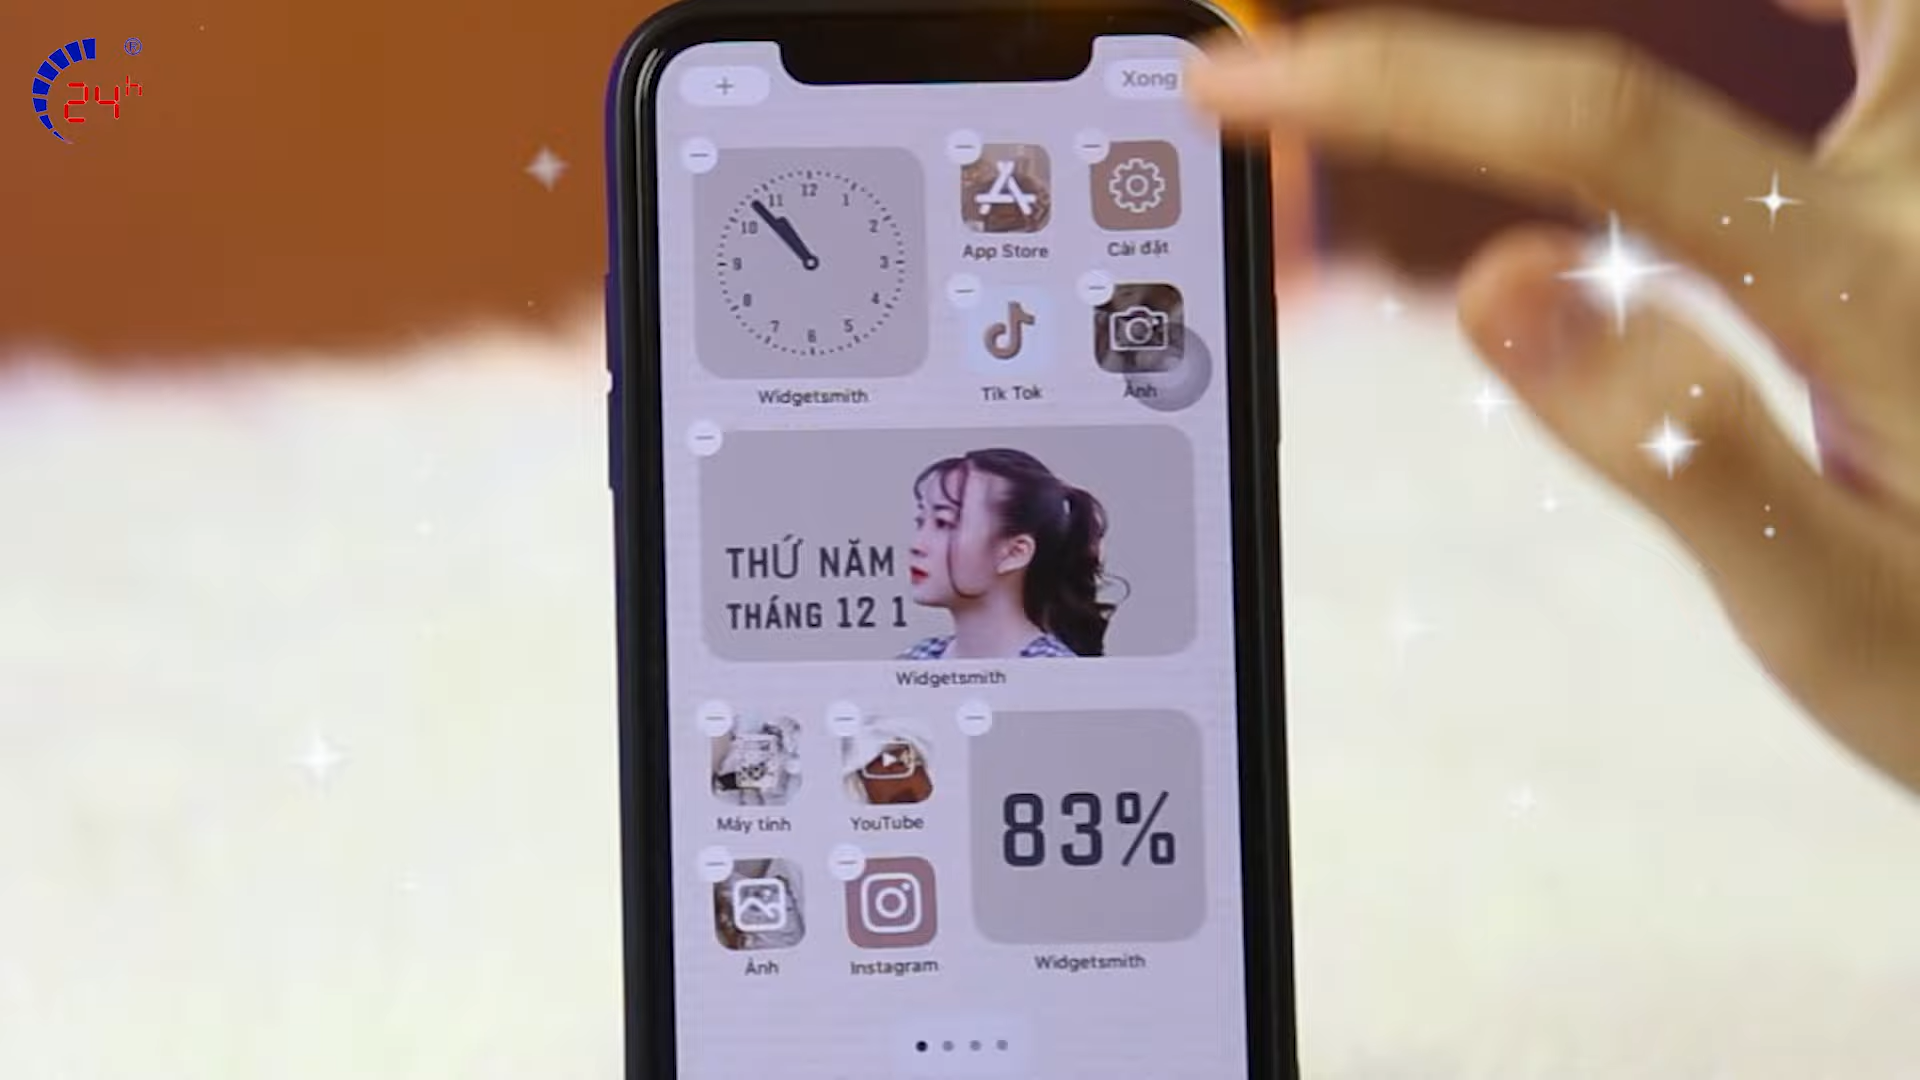 24h
®
+
Xong
12
11
1
10
2
9
3
8
4
7
5
6
App Store
Cài đặt
Widgetsmith
Tik Tok
Ảnh
THỨ NĂM
THÁNG 12 1
Widgetsmith
Máy tính
YouTube
83%
Ảnh
Instagram
Widgetsmith